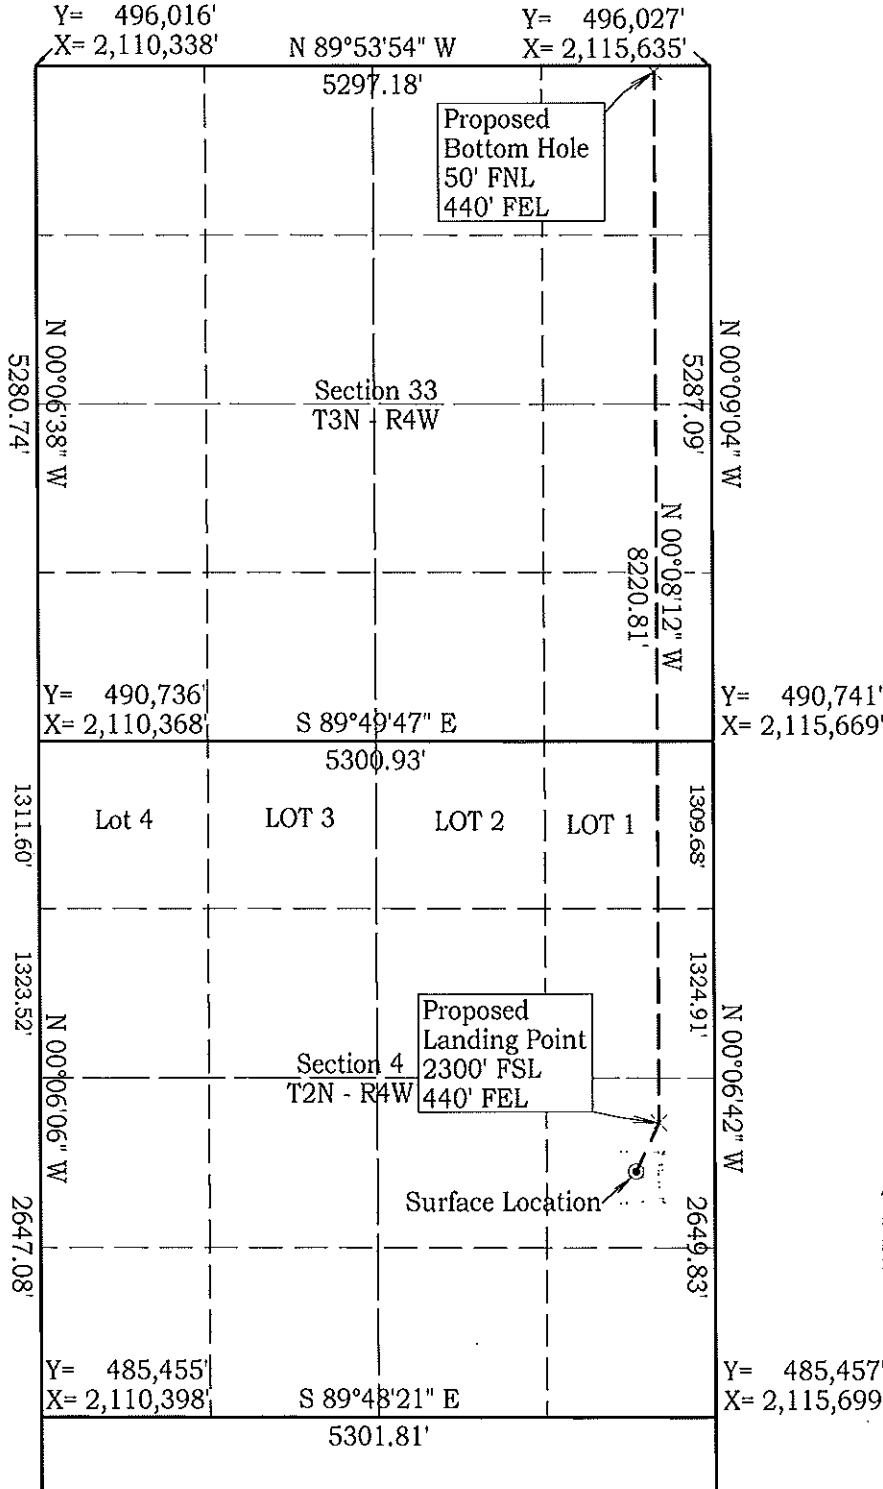 Y= 496,016'
X= 2,110,338'
N 89°53'54" W
Y= 496,027'
X= 2,115,635'
5297.18'
Proposed
Bottom Hole
50' FNL
440' FEL
N 00°06'38" W
5280.74'
Section 33
T3N - R4W
N 00°09'04" W
5287.09'
N 00°08'12" W
8220.81'
Y= 490,736'
X= 2,110,368'
S 89°49'47" E
Y= 490,741'
X= 2,115,669'
5300.93'
1311.60'
Lot 4
LOT 3
LOT 2
LOT 1
1309.68'
1323.52'
1324.91'
Proposed
Landing Point
2300' FSL
440' FEL
N 00°06'06" W
Section 4
T2N - R4W
N 00°06'42" W
Surface Location
2647.08'
2649.83'
Y= 485,455'
X= 2,110,398'
S 89°48'21" E
Y= 485,457'
X= 2,115,699'
5301.81'